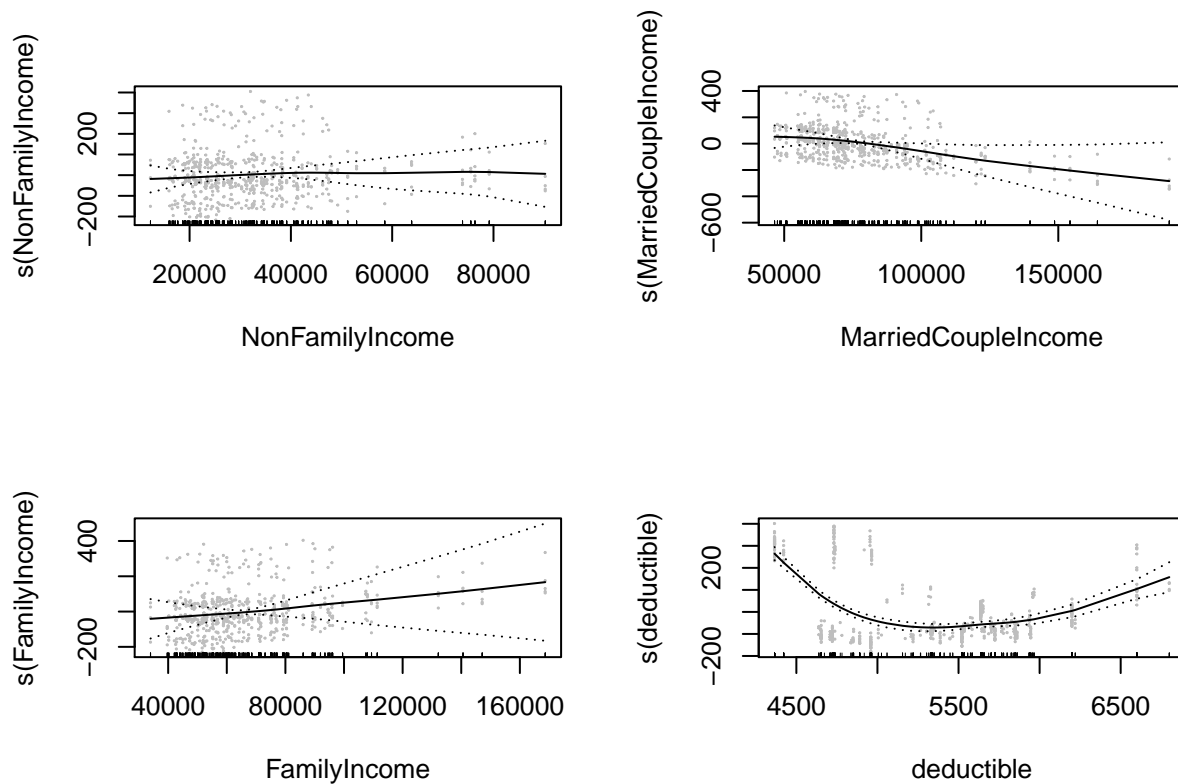 s(NonFamilyIncome)
200
−200
20000 40000 60000 80000
NonFamilyIncome
s(MarriedCoupleIncome)
400
0
−600
50000 100000 150000
MarriedCoupleIncome
s(FamilyIncome)
400
−200
40000 80000 120000 160000
FamilyIncome
s(deductible)
200
−200
4500 5500 6500
deductible